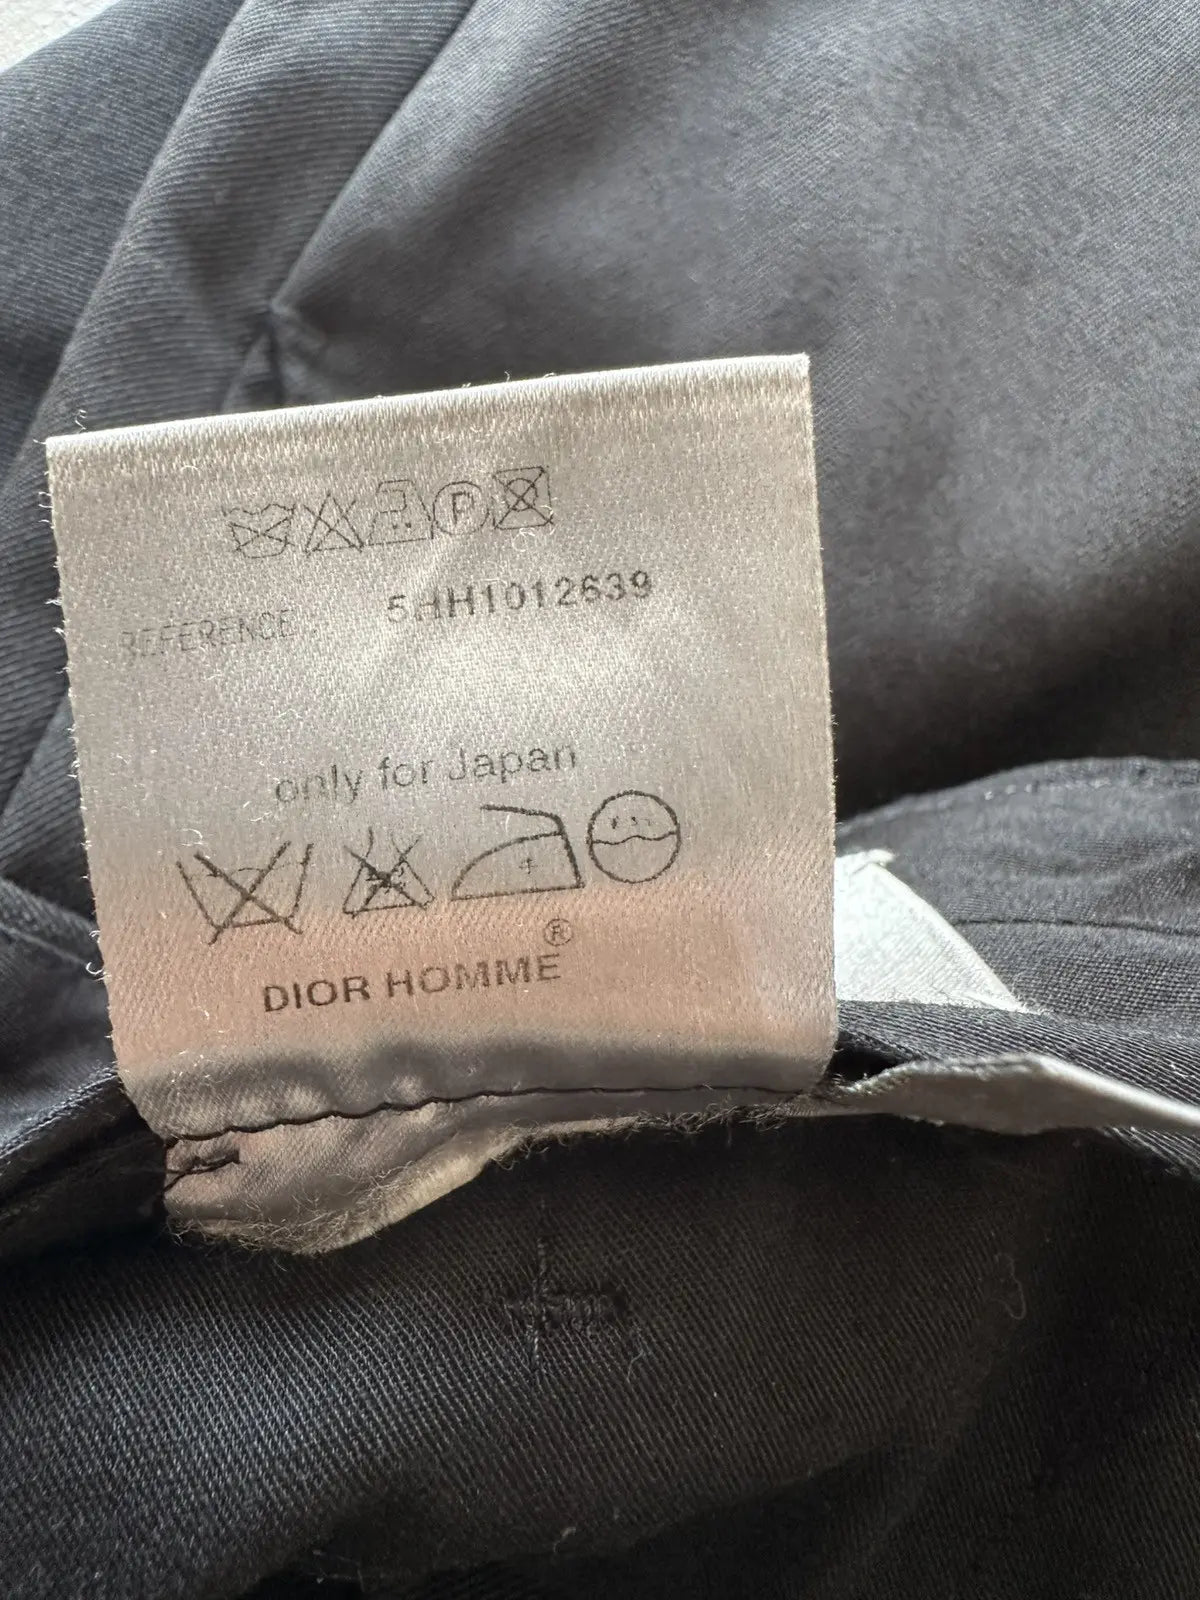 P
REFERENCE :
5HH1012639
only for Japan
®
DIOR HOMME